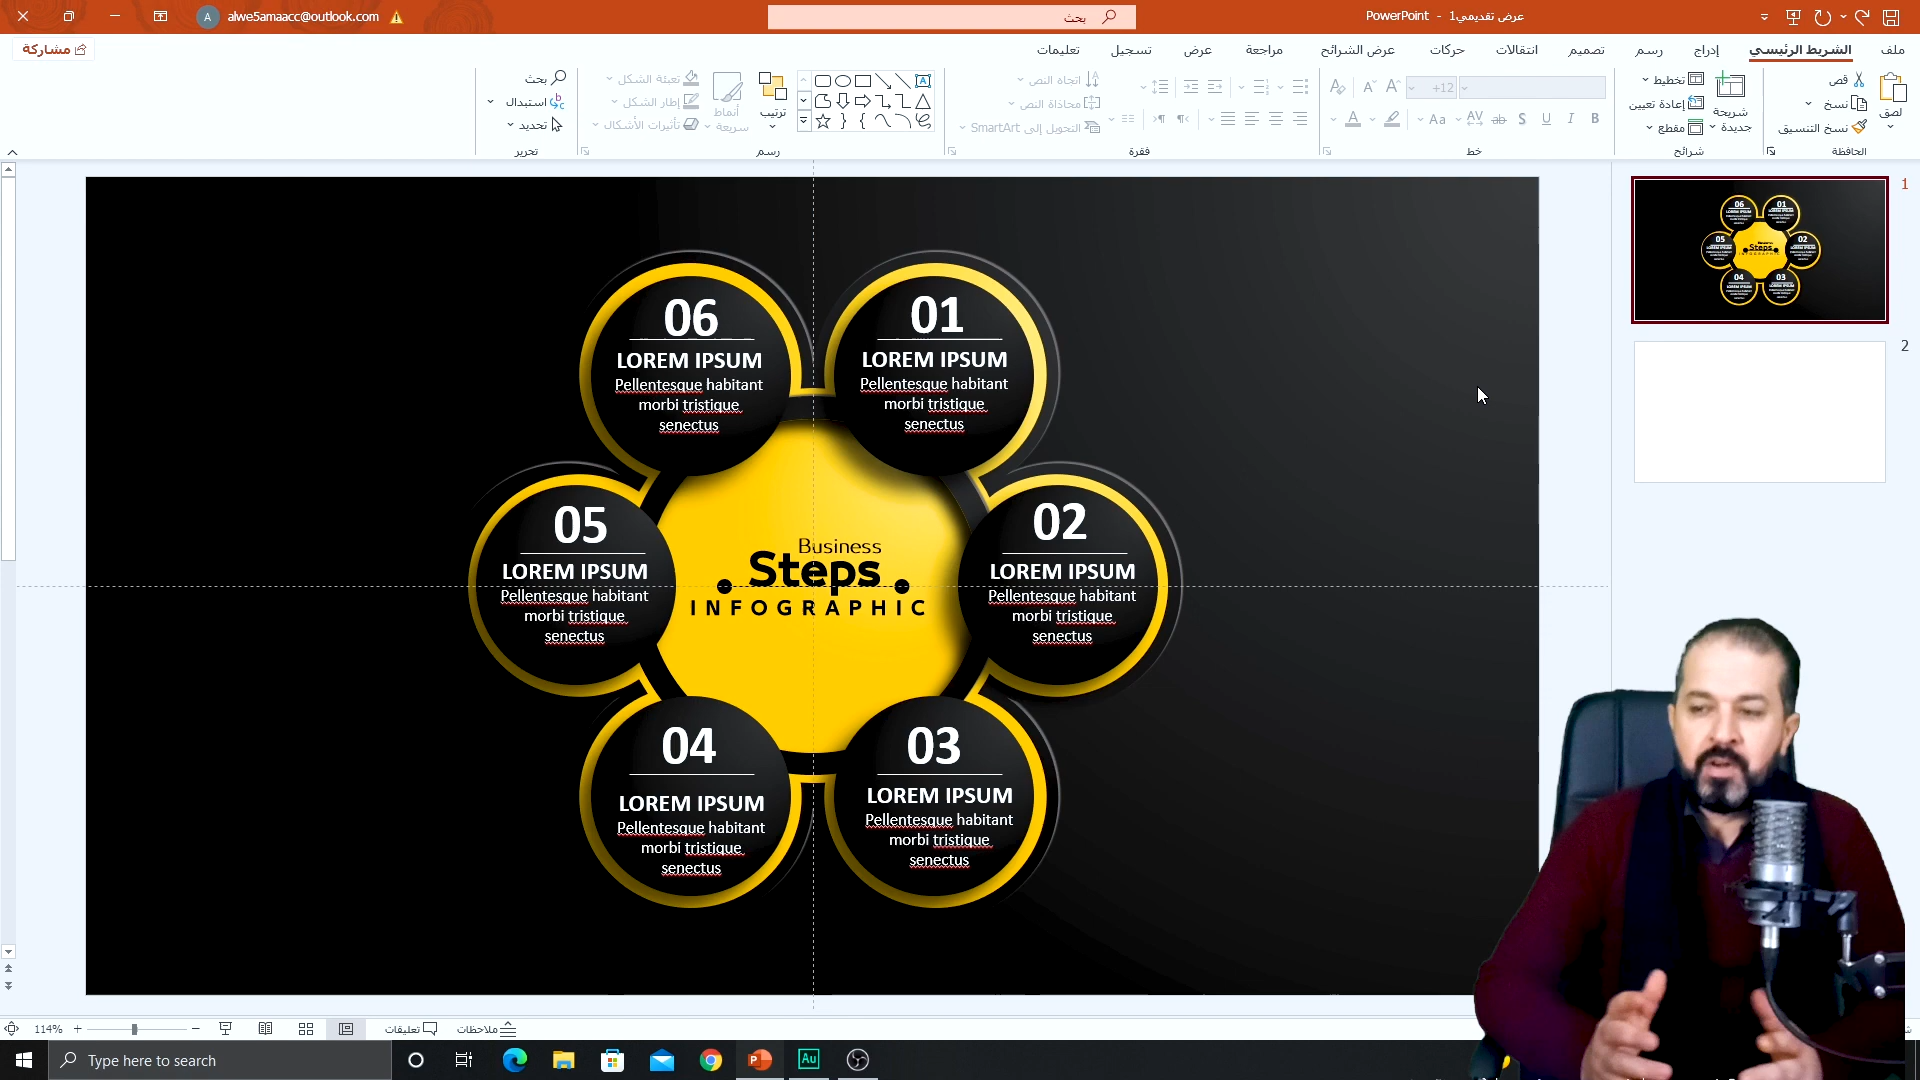 alwe5amaacc@outlook.com
A
بحث
عرض تقديمي1 - PowerPoint
ملف
الشريط الرئيسي
إدراج
رسم
تصميم
انتقالات
حركات
عرض الشرائح
مراجعة
عرض
تسجيل
تعليمات
مشاركة
لصق
قص
نسخ
نسخ التنسيق
الحافظة
شريحة
جديدة
تخطيط
إعادة تعيين
مقطع
شرائح
12+
B
I
U
S
ab
AV
Aa
خط
اتجاه النص
محاذاة النص
التحويل إلى SmartArt
فقرة
ترتيب
أنماط
سريعة
تعبئة الشكل
إطار الشكل
تأثيرات الأشكال
رسم
بحث
استبدال
تحديد
تحرير
06
LOREM IPSUM
Pellentesque habitant
morbi tristique
senectus
01
LOREM IPSUM
Pellentesque habitant
morbi tristique
senectus
05
LOREM IPSUM
Pellentesque habitant
morbi tristique
senectus
Business
Steps
INFOGRAPHIC
02
LOREM IPSUM
Pellentesque habitant
morbi tristique
senectus
04
LOREM IPSUM
Pellentesque habitant
morbi tristique
senectus
03
LOREM IPSUM
Pellentesque habitant
morbi tristique
senectus
1
2
114%
تعليقات
ملاحظات
Type here to search
Au